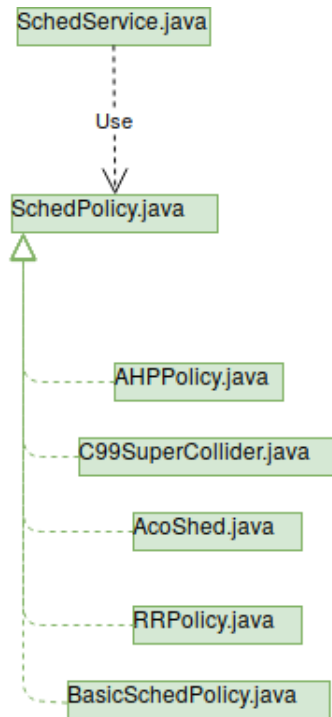 SchedService.java
Use
SchedPolicy.java
AHPPolicy.java
C99SuperCollider.java
AcoShed.java
RRPolicy.java
BasicSchedPolicy.java